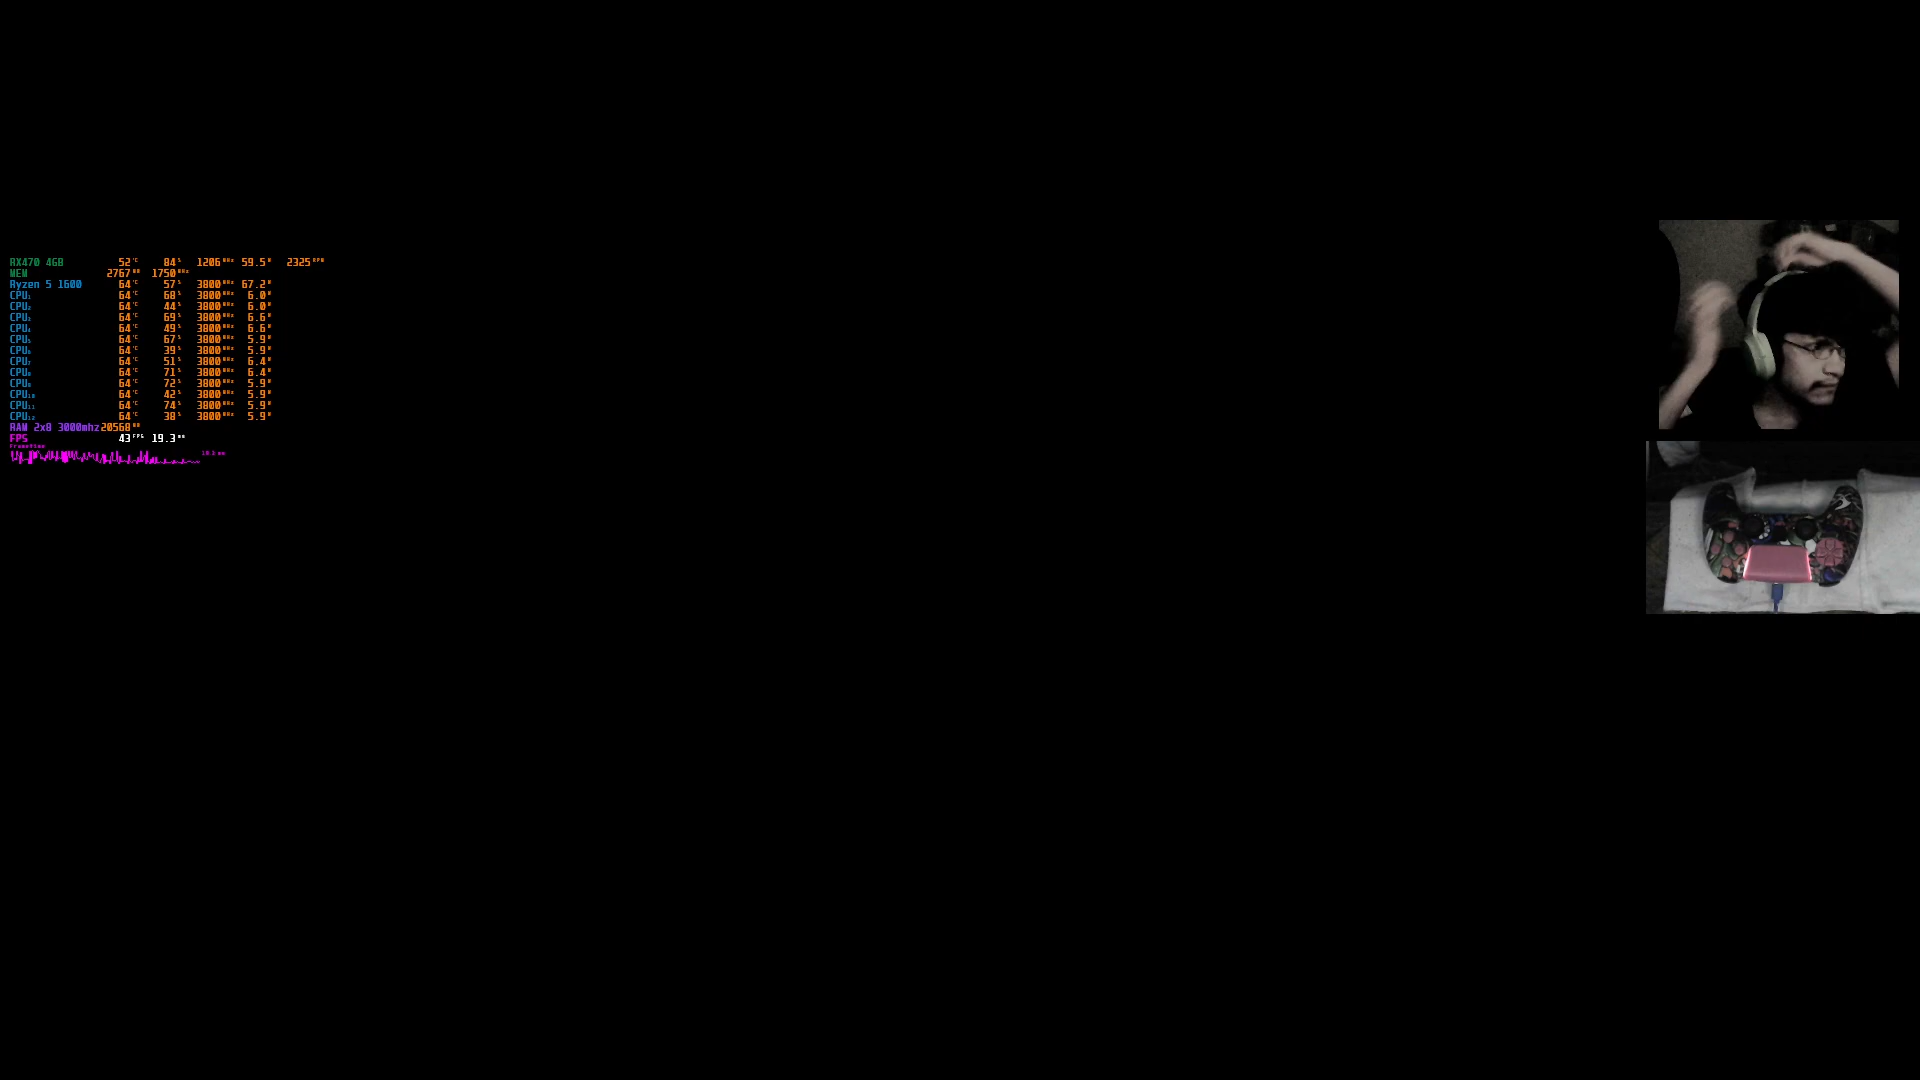 RX470 4GB 52°C 84% 1206MHz 59.5W 2325RPM
MEM 2767MB 1750MHz
Ryzen 5 1600 64°C 57% 3800MHz 67.2W
CPU1 64°C 68% 3800MHz 6.0W
CPU2 64°C 44% 3800MHz 6.0W
CPU3 64°C 69% 3800MHz 6.6W
CPU4 64°C 49% 3800MHz 6.6W
CPU5 64°C 67% 3800MHz 5.9W
CPU6 64°C 39% 3800MHz 5.9W
CPU7 64°C 51% 3800MHz 6.4W
CPU8 64°C 71% 3800MHz 6.4W
CPU9 64°C 72% 3800MHz 5.9W
CPU10 64°C 42% 3800MHz 5.9W
CPU11 64°C 74% 3800MHz 5.9W
CPU12 64°C 38% 3800MHz 5.9W
RAM 2x8 3000mhz 20568MB
FPS 43FPS 19.3ms
Frametime